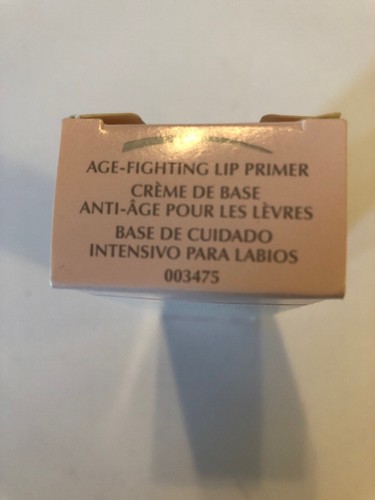 AGE-FIGHTING LIP PRIMER
CRÈME DE BASE
ANTI-ÂGE POUR LES LÈVRES
BASE DE CUIDADO
INTENSIVO PARA LABIOS
003475